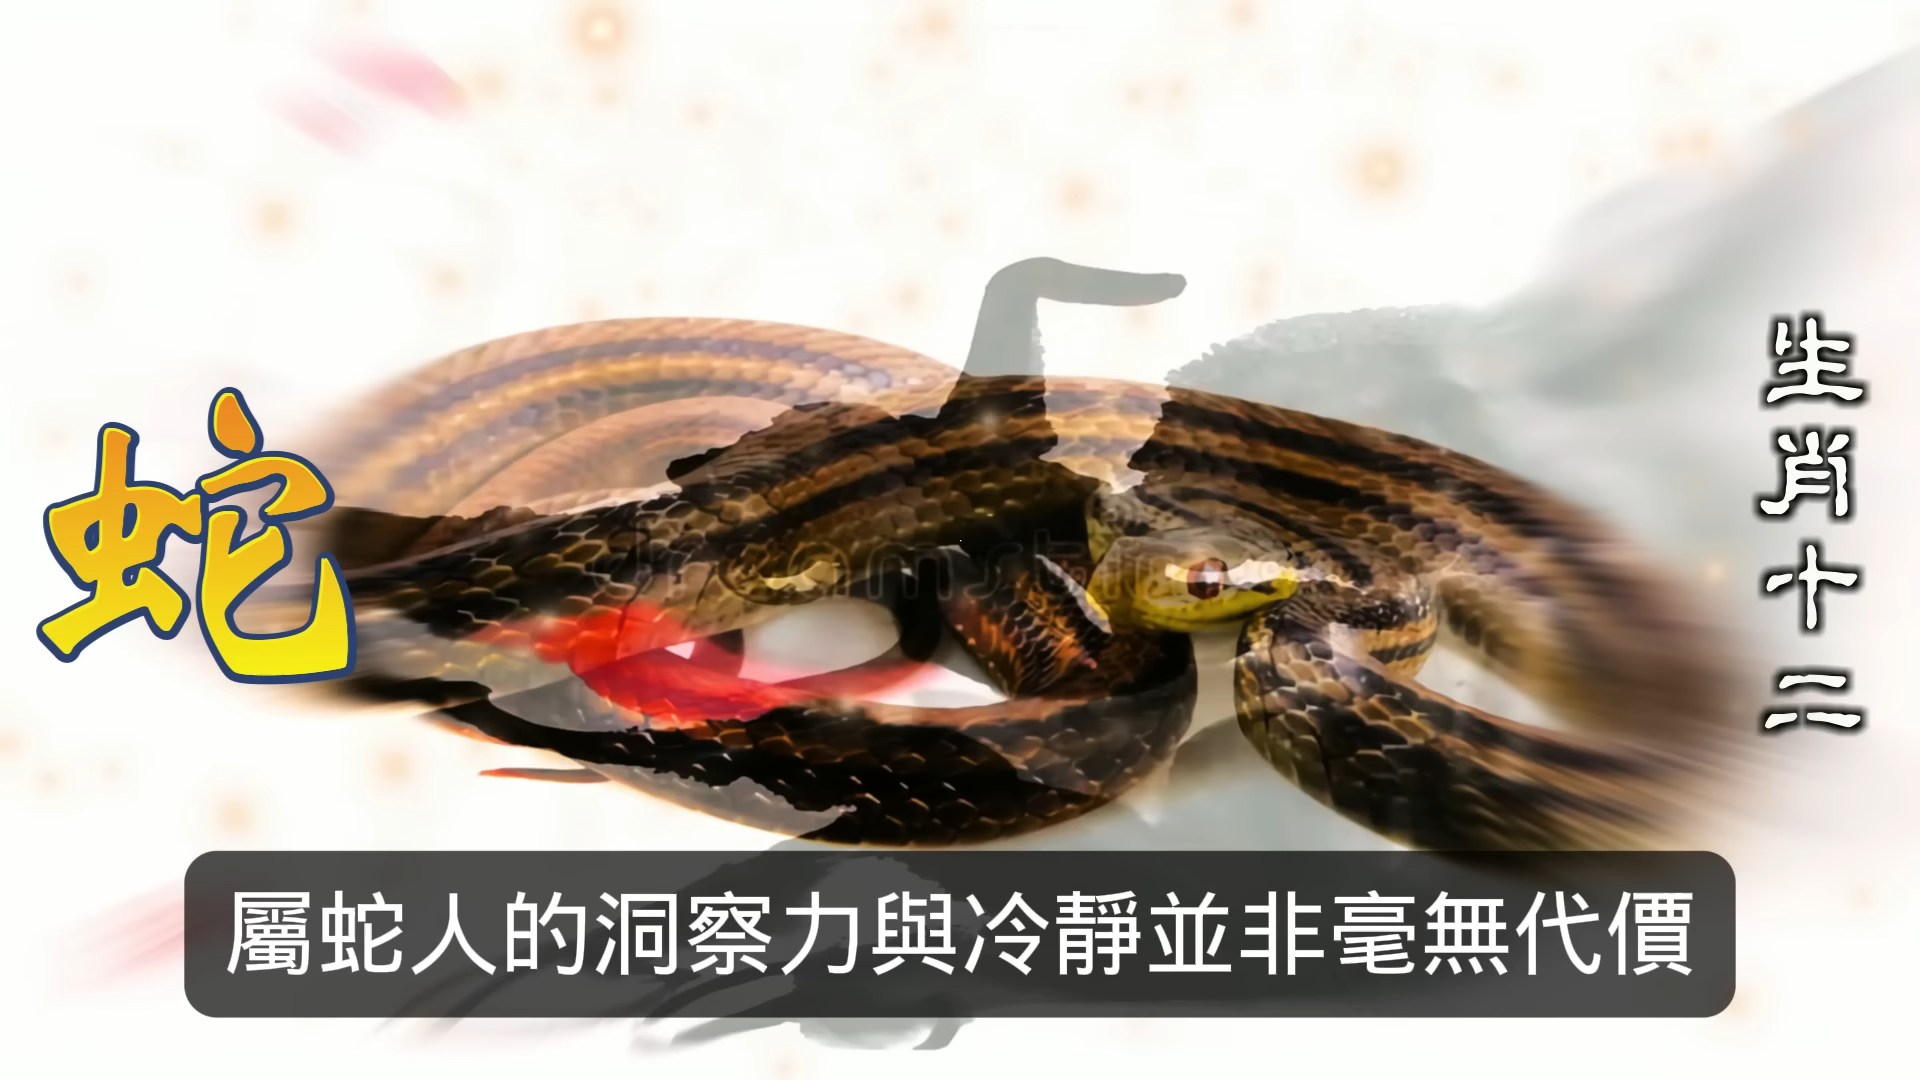 蛇
生肖十二
屬蛇人的洞察力與冷靜並非毫無代價